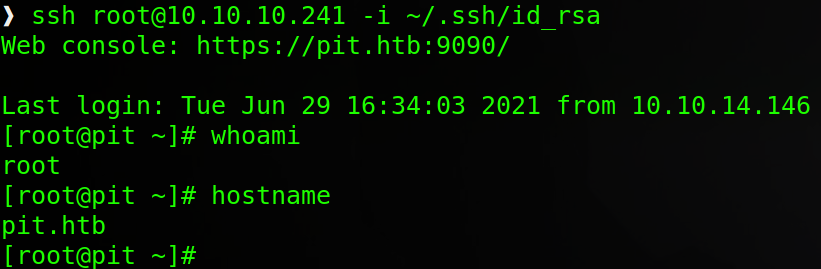 ❯ ssh root@10.10.10.241 -i ~/.ssh/id_rsa
Web console: https://pit.htb:9090/

Last login: Tue Jun 29 16:34:03 2021 from 10.10.14.146
[root@pit ~]# whoami
root
[root@pit ~]# hostname
pit.htb
[root@pit ~]#